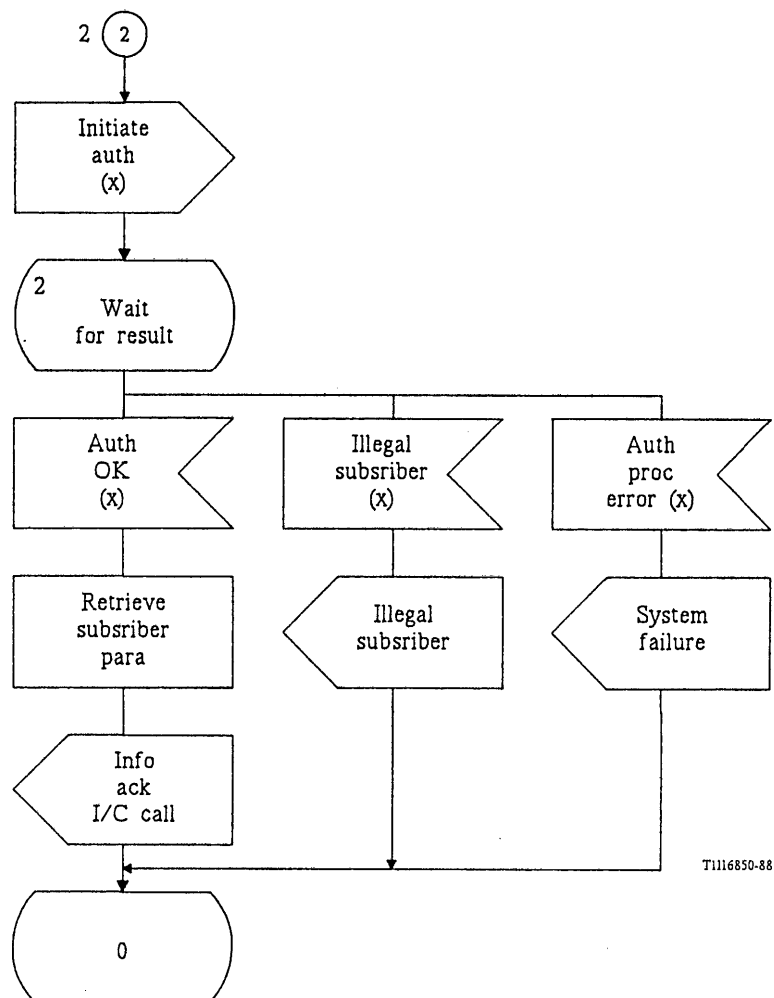 2 2
Initiate
auth
(x)
2
Wait
for result
Auth
OK
(x)
Illegal
subsriber
(x)
Auth
proc
error (x)
Retrieve
subsriber
para
Illegal
subsriber
System
failure
Info
ack
I/C call
T1116850-88
0